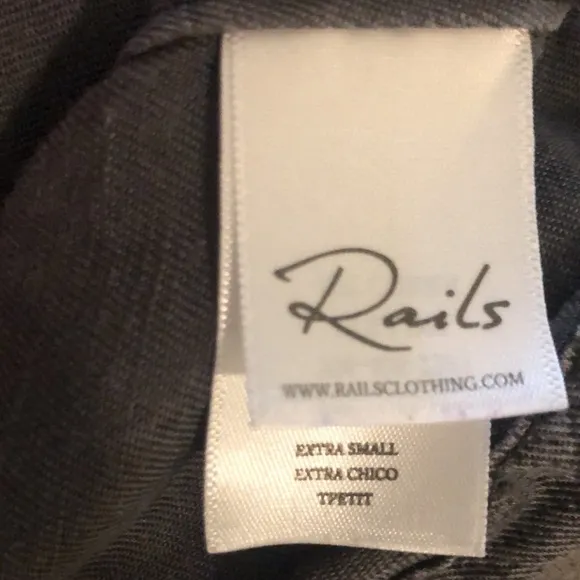 Rails
WWW.RAILSCLOTHING.COM
EXTRA SMALL
EXTRA CHICO
TPETIT